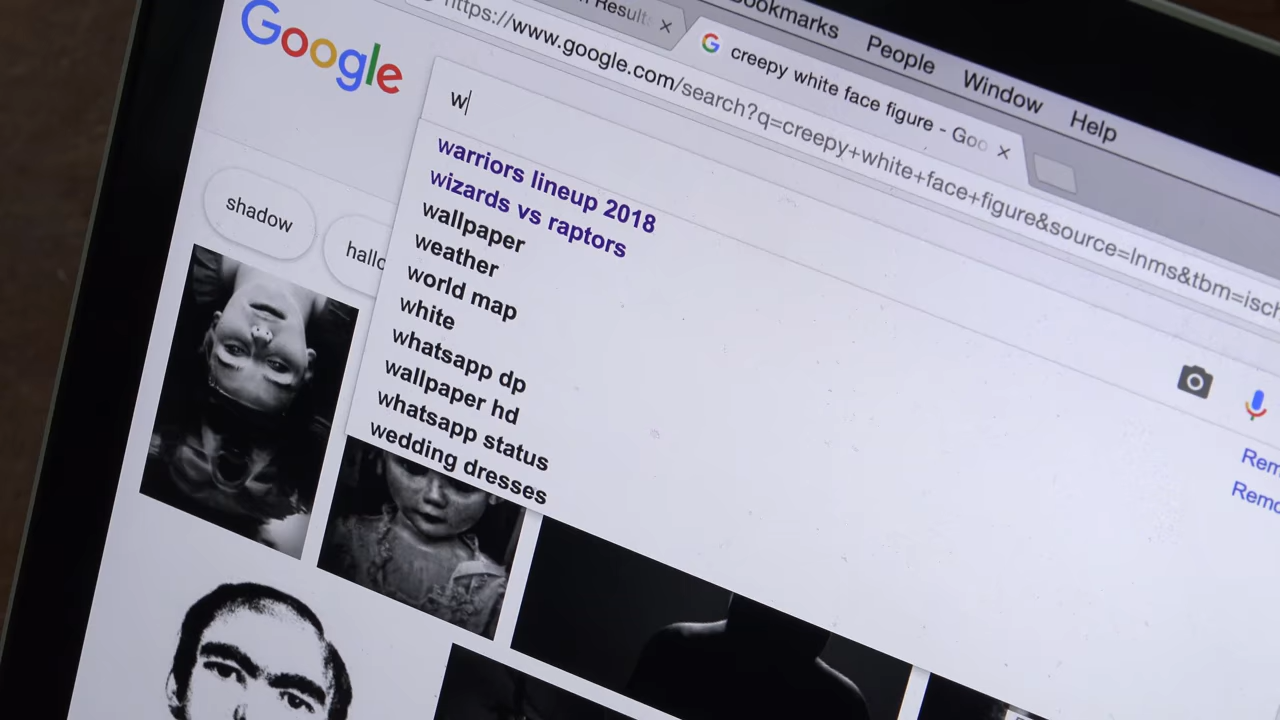 Bookmarks People Window Help
Results
creepy white face figure - Goo
https://www.google.com/search?q=creepy+white+face+figure&source=lnms&tbm=isch
Google
w
warriors lineup 2018
wizards vs raptors
wallpaper
weather
world map
white
whatsapp dp
wallpaper hd
whatsapp status
wedding dresses
shadow
hallo
Rem
Remo